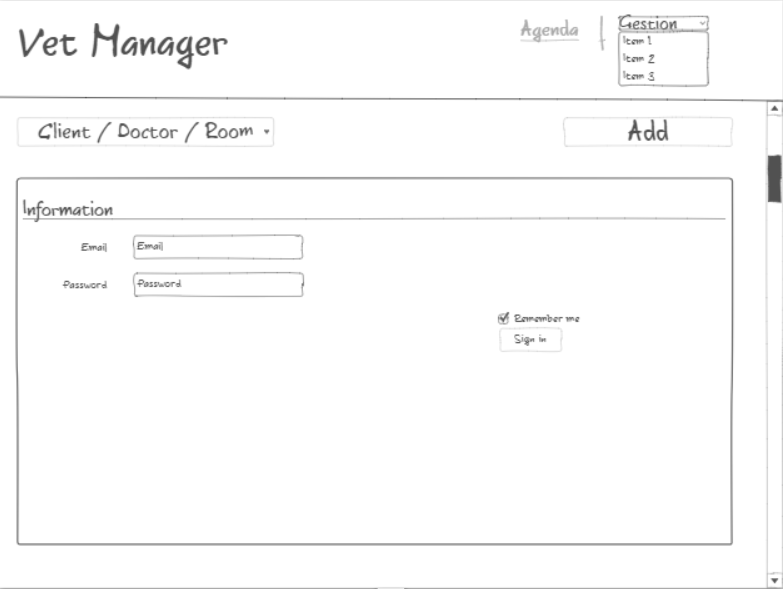 Vet Manager
Agenda
Gestion
Item 1
Item 2
Item 3
Client / Doctor / Room
Add
Information
Email
Email
Password
Password
Remember me
Sign in